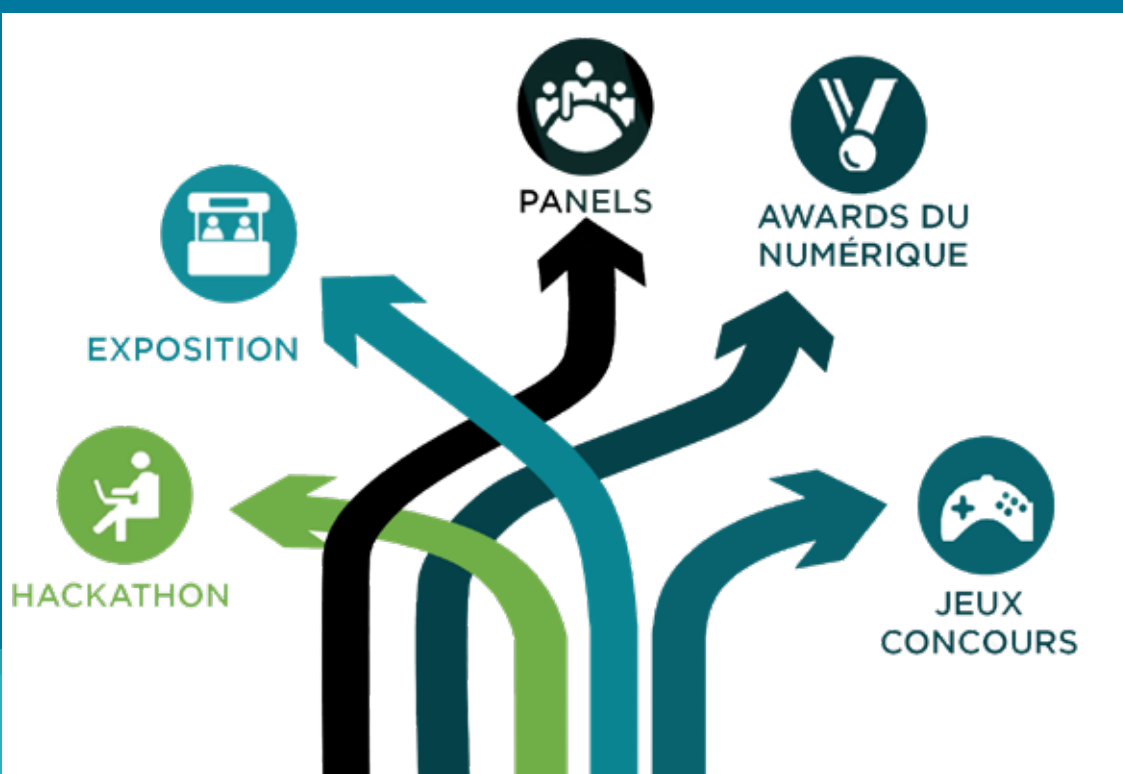 PANELS
AWARDS DU
NUMÉRIQUE
EXPOSITION
HACKATHON
JEUX
CONCOURS